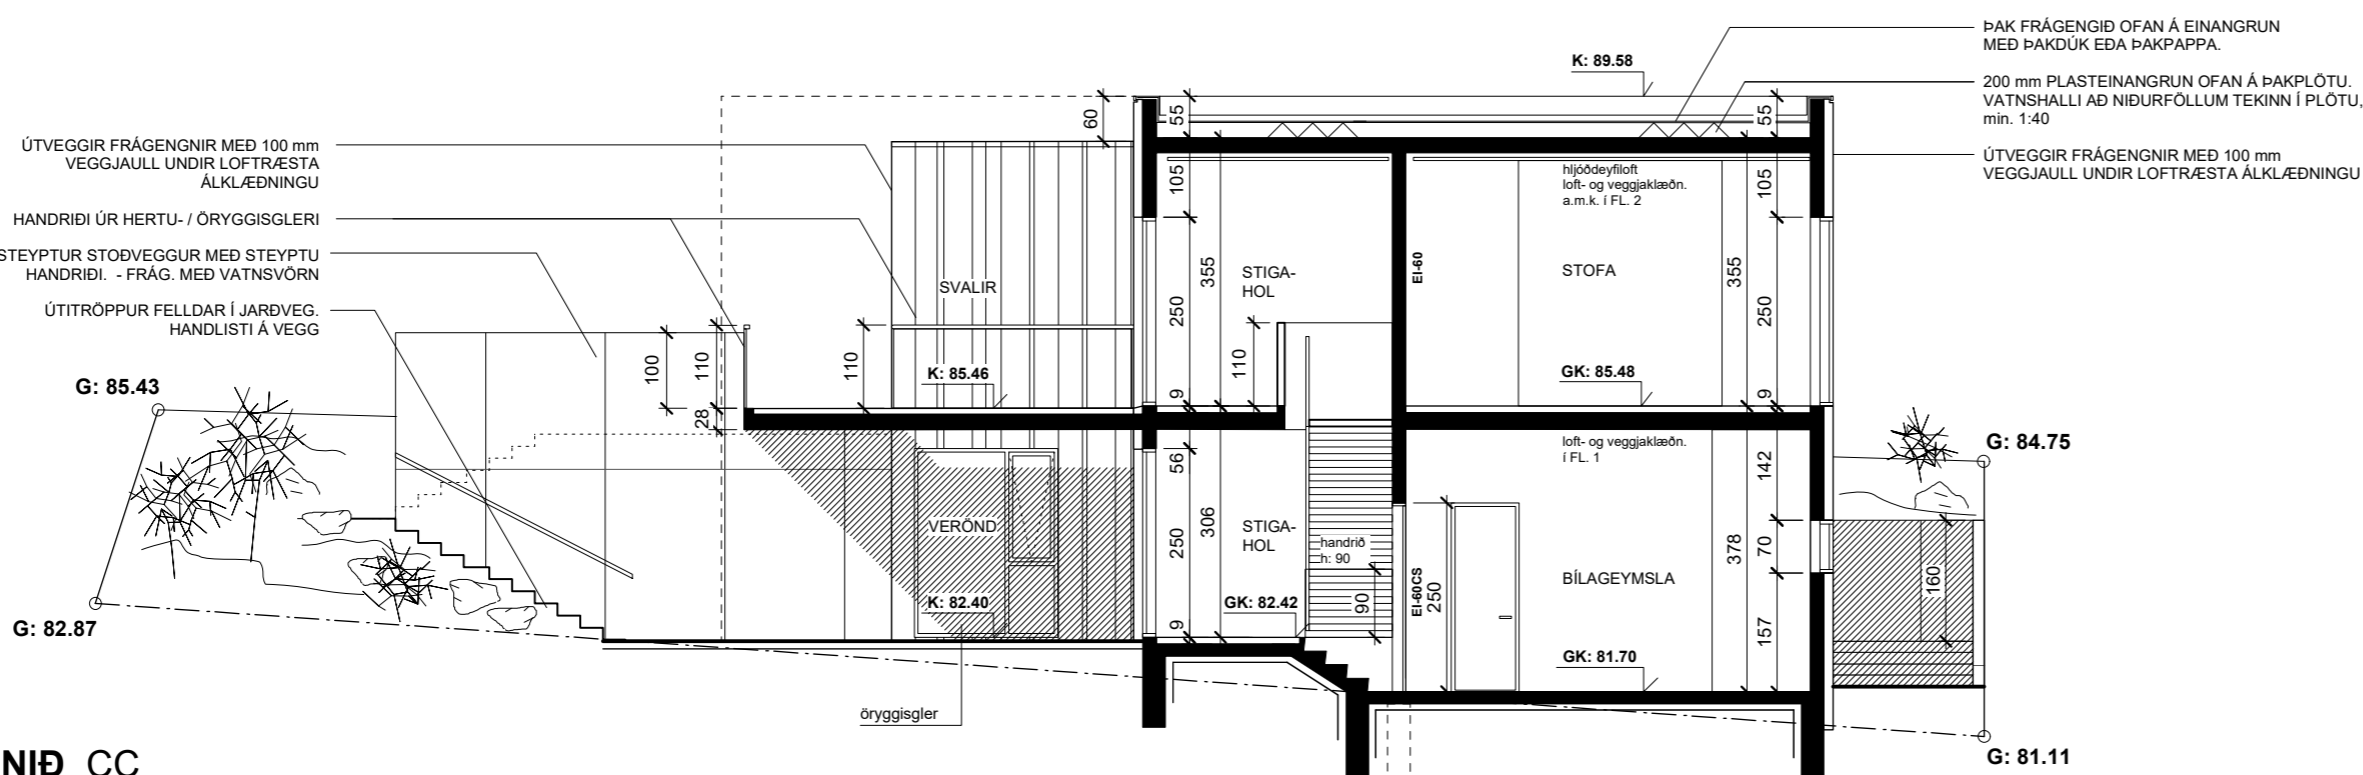 ÞAK FRÁGENGIÐ OFAN Á EINANGRUN
MEÐ ÞAKDÚK EÐA ÞAKPAPPA.
K: 89.58
200 mm PLASTEINANGRUN OFAN Á ÞAKPLÖTU.
VATNSHALLI AÐ NIÐURFÖLLUM TEKINN Í PLÖTU,
min. 1:40
ÚTVEGGIR FRÁGENGNIR MEÐ 100 mm
VEGGJAULL UNDIR LOFTRÆSTA ÁLKLÆÐNINGU
ÚTVEGGIR FRÁGENGNIR MEÐ 100 mm
VEGGJAULL UNDIR LOFTRÆSTA
ÁLKLÆÐNINGU
HANDRIÐI ÚR HERTU- / ÖRYGGISGLERI
STEYPTUR STOÐVEGGUR MEÐ STEYPTU
HANDRIÐI. - FRÁG. MEÐ VATNSVÖRN
ÚTITRÖPPUR FELLDAR Í JARÐVEG.
HANDLISTI Á VEGG
60
55
55
105
105
hljóðdeyfiloft
loft- og veggjaklæðn.
a.m.k. í FL. 2
355
250
STIGA-
HOL
EI-60
STOFA
355
250
SVALIR
100
110
110
110
K: 85.46
GK: 85.48
9
9
28
G: 85.43
G: 84.75
loft- og veggjaklæðn.
í FL. 1
56
142
VERÖND
250
306
STIGA-
HOL
handrið
h: 90
90
EI-60CS
250
BÍLAGEYMSLA
378
70
157
160
K: 82.40
GK: 82.42
9
GK: 81.70
G: 82.87
öryggisgler
G: 81.11
NIÐ CC